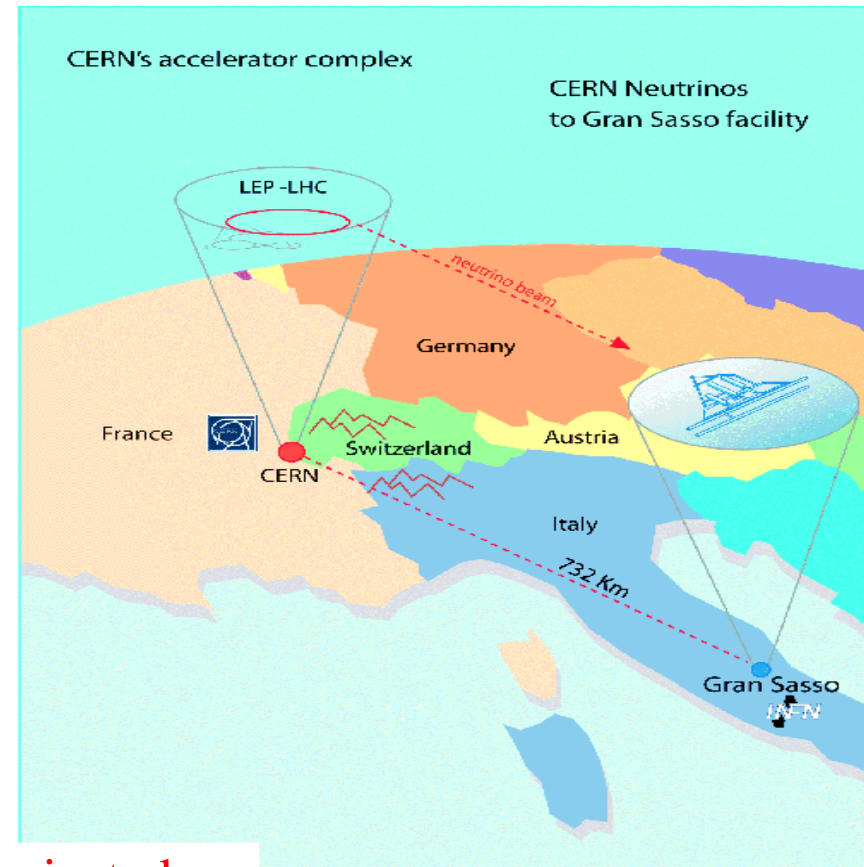 CERN's accelerator complex
CERN Neutrinos
to Gran Sasso facility
LEP -LHC
neutrino beam
Germany
France
Switzerland
Austria
CERN
Italy
732 Km
Gran Sasso
INFN